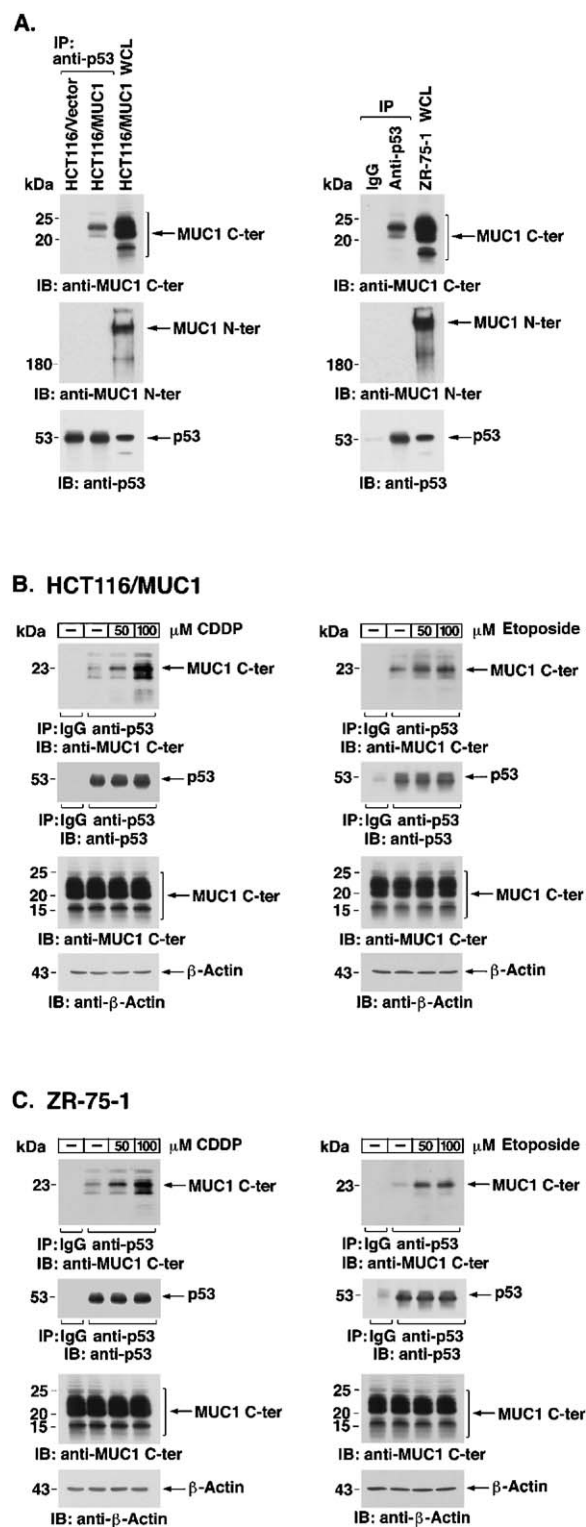 A.
IP:
anti-p53
HCT116/Vector
HCT116/MUC1
HCT116/MUC1 WCL
kDa
25
20
MUC1 C-ter
IB: anti-MUC1 C-ter
MUC1 N-ter
180
IB: anti-MUC1 N-ter
53
p53
IB: anti-p53
IP
IgG
Anti-p53
ZR-75-1 WCL
kDa
25
20
MUC1 C-ter
IB: anti-MUC1 C-ter
MUC1 N-ter
180
IB: anti-MUC1 N-ter
53
p53
IB: anti-p53
B. HCT116/MUC1
kDa – – 50 100 μM CDDP
23 MUC1 C-ter
IP: IgG anti-p53
IB: anti-MUC1 C-ter
53 p53
IP: IgG anti-p53
IB: anti-p53
25
20 MUC1 C-ter
15
IB: anti-MUC1 C-ter
43 β-Actin
IB: anti-β-Actin
kDa – – 50 100 μM Etoposide
23 MUC1 C-ter
IP: IgG anti-p53
IB: anti-MUC1 C-ter
53 p53
IP: IgG anti-p53
IB: anti-p53
25
20 MUC1 C-ter
15
IB: anti-MUC1 C-ter
43 β-Actin
IB: anti-β-Actin
C. ZR-75-1
kDa – – 50 100 μM CDDP
23 MUC1 C-ter
IP: IgG anti-p53
IB: anti-MUC1 C-ter
53 p53
IP: IgG anti-p53
IB: anti-p53
25
20 MUC1 C-ter
15
IB: anti-MUC1 C-ter
43 β-Actin
IB: anti-β-Actin
kDa – – 50 100 μM Etoposide
23 MUC1 C-ter
IP: IgG anti-p53
IB: anti-MUC1 C-ter
53 p53
IP: IgG anti-p53
IB: anti-p53
25
20 MUC1 C-ter
15
IB: anti-MUC1 C-ter
43 β-Actin
IB: anti-β-Actin